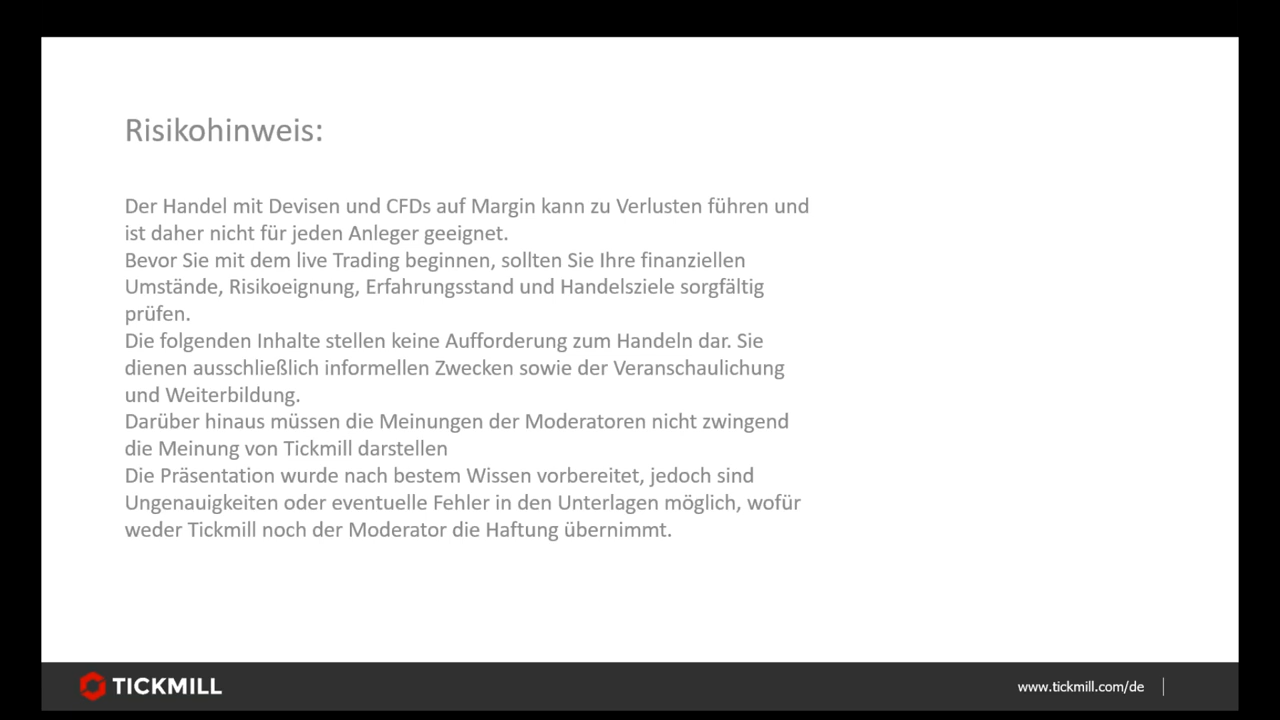 Risikohinweis:
Der Handel mit Devisen und CFDs auf Margin kann zu Verlusten führen und
ist daher nicht für jeden Anleger geeignet.
Bevor Sie mit dem live Trading beginnen, sollten Sie Ihre finanziellen
Umstände, Risikoeignung, Erfahrungsstand und Handelsziele sorgfältig
prüfen.
Die folgenden Inhalte stellen keine Aufforderung zum Handeln dar. Sie
dienen ausschließlich informellen Zwecken sowie der Veranschaulichung
und Weiterbildung.
Darüber hinaus müssen die Meinungen der Moderatoren nicht zwingend
die Meinung von Tickmill darstellen
Die Präsentation wurde nach bestem Wissen vorbereitet, jedoch sind
Ungenauigkeiten oder eventuelle Fehler in den Unterlagen möglich, wofür
weder Tickmill noch der Moderator die Haftung übernimmt.
TICKMILL
www.tickmill.com/de